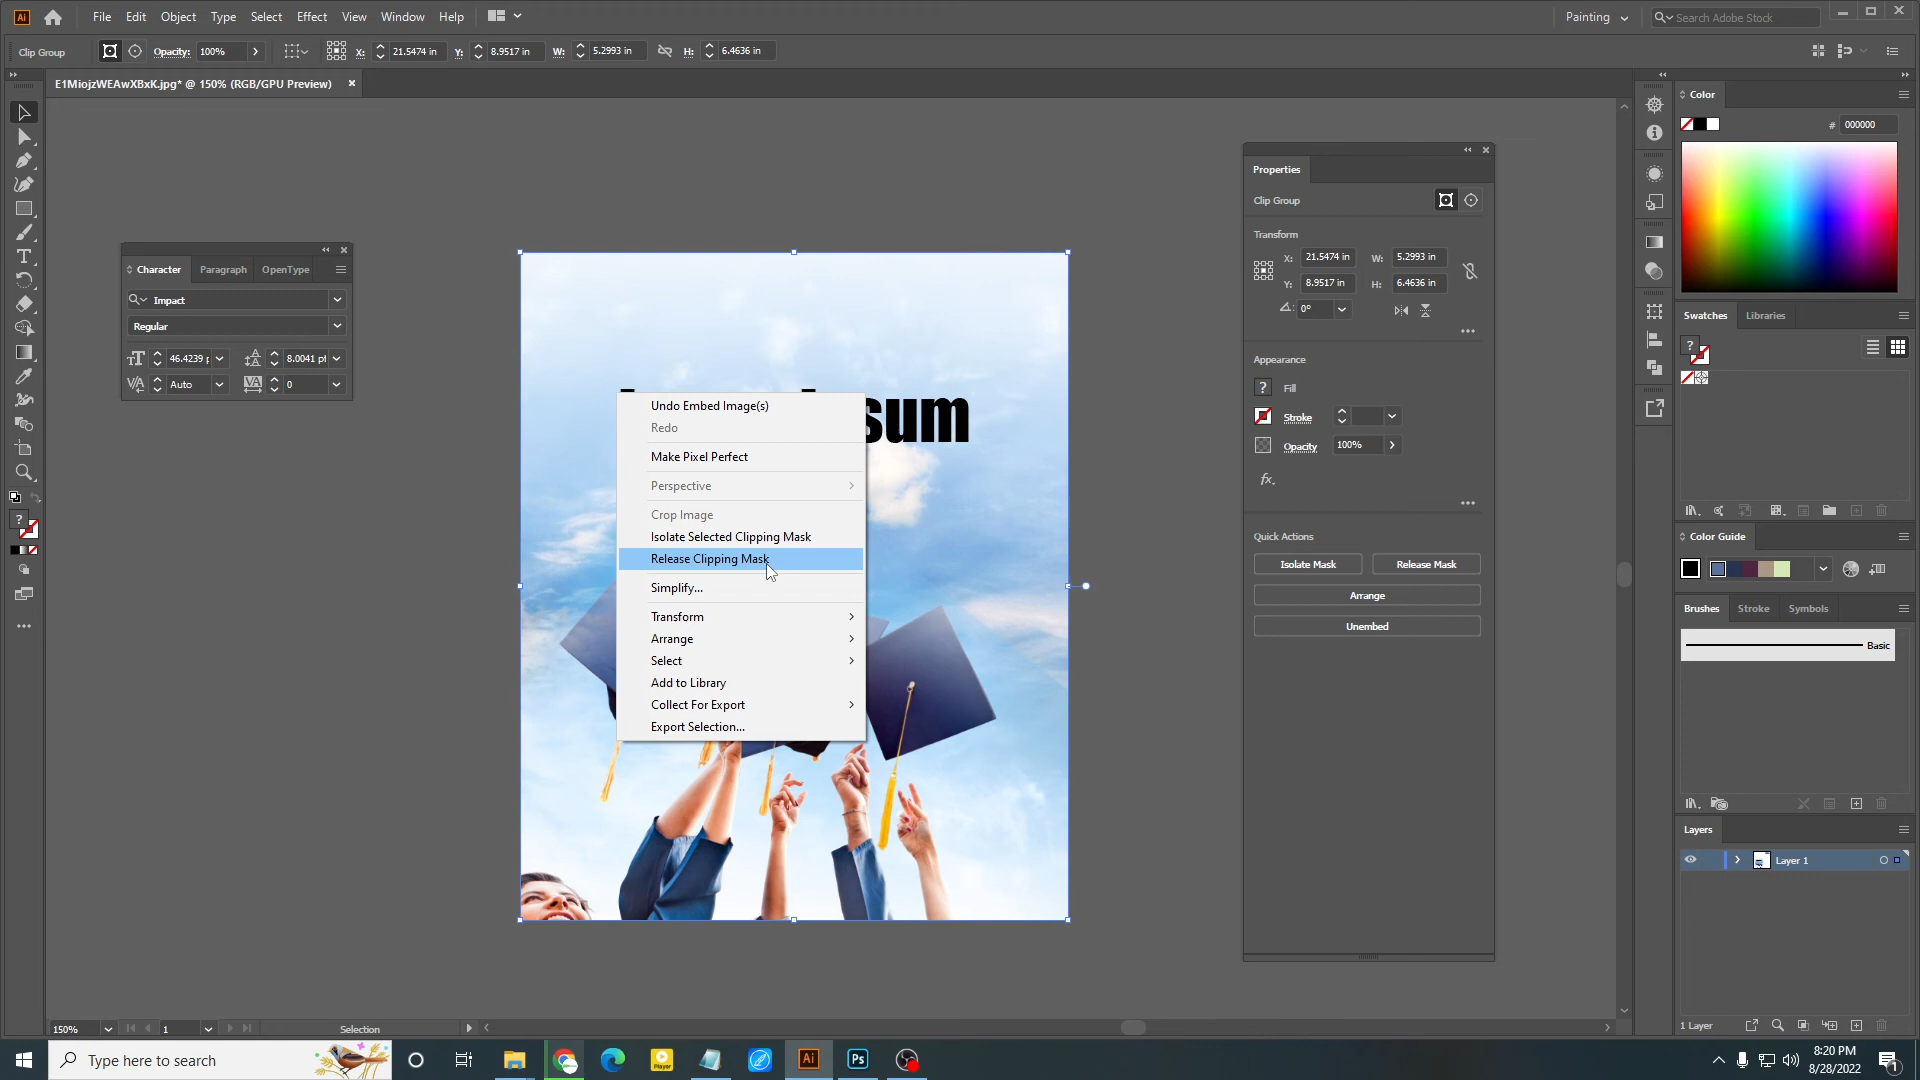 Ai File Edit Object Type Select Effect View Window Help Painting Search Adobe Stock
Clip Group Opacity: 100% X: 21.5474 in Y: 8.9517 in W: 5.2993 in H: 6.4636 in
E1MiojzWEAwXBxK.jpg* @ 150% (RGB/GPU Preview)
Character Paragraph OpenType
Impact
Regular
46.4239 8.0041 pt
Auto 0
sum
Undo Embed Image(s)
Redo
Make Pixel Perfect
Perspective
Crop Image
Isolate Selected Clipping Mask
Release Clipping Mask
Simplify...
Transform
Arrange
Select
Add to Library
Collect For Export
Export Selection...
Properties
Clip Group
Transform
X: 21.5474 in W: 5.2993 in
Y: 8.9517 in H: 6.4636 in
0°
Appearance
? Fill
Stroke
Opacity 100%
fx.
Quick Actions
Isolate Mask Release Mask
Arrange
Unembed
Color
# 000000
Swatches Libraries
?
Color Guide
Brushes Stroke Symbols
Basic
Layers
Layer 1
1 Layer
?
150% 1 Selection
Type here to search
Player
Ai
Ps
8:20 PM
8/28/2022
1